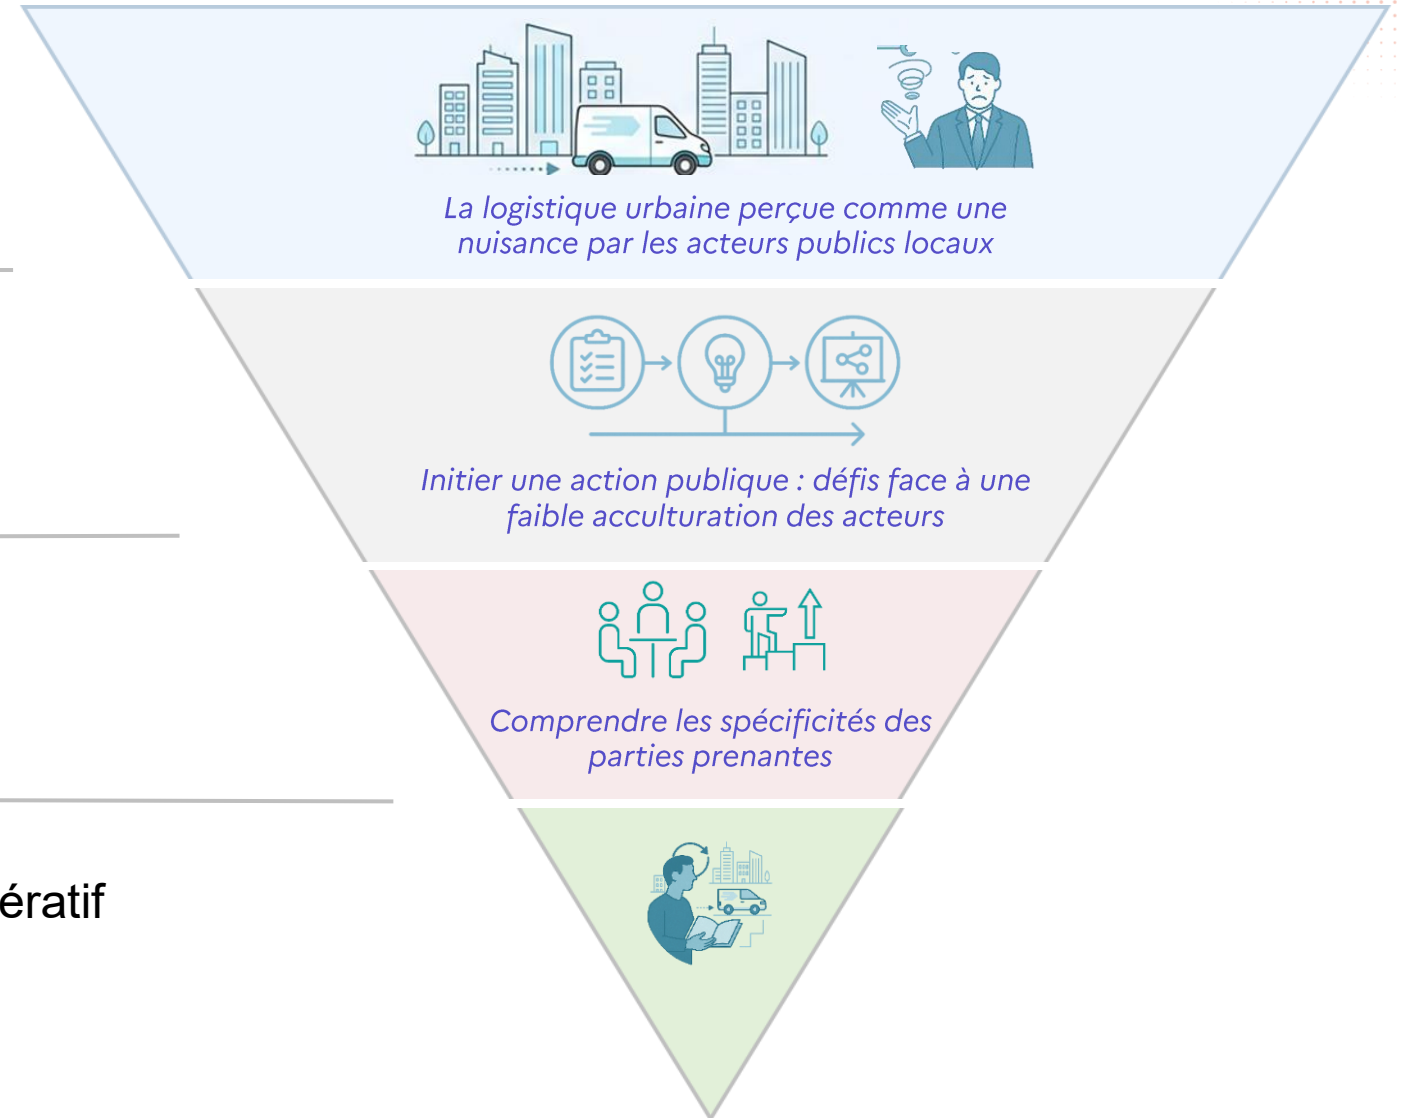 La logistique urbaine perçue comme une
nuisance par les acteurs publics locaux
Initier une action publique : défis face à une
faible acculturation des acteurs
Comprendre les spécificités des
parties prenantes
ératif